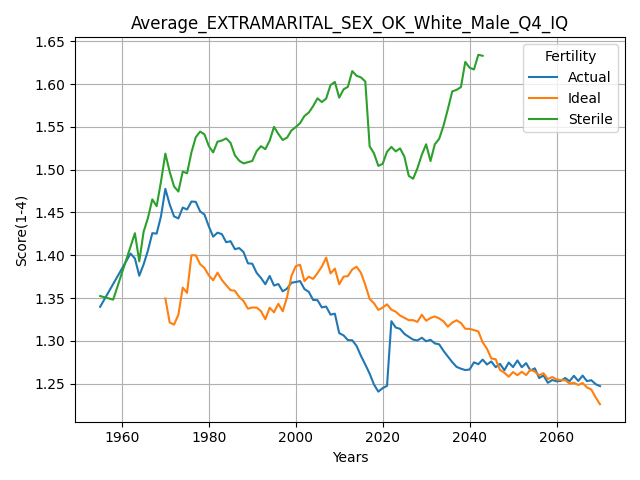 Average_EXTRAMARITAL_SEX_OK_White_Male_Q4_IQ
Score(1-4)
1.65
1.60
1.55
1.50
1.45
1.40
1.35
1.30
1.25
Fertility
Actual
Ideal
Sterile
1960 1980 2000 2020 2040 2060
Years